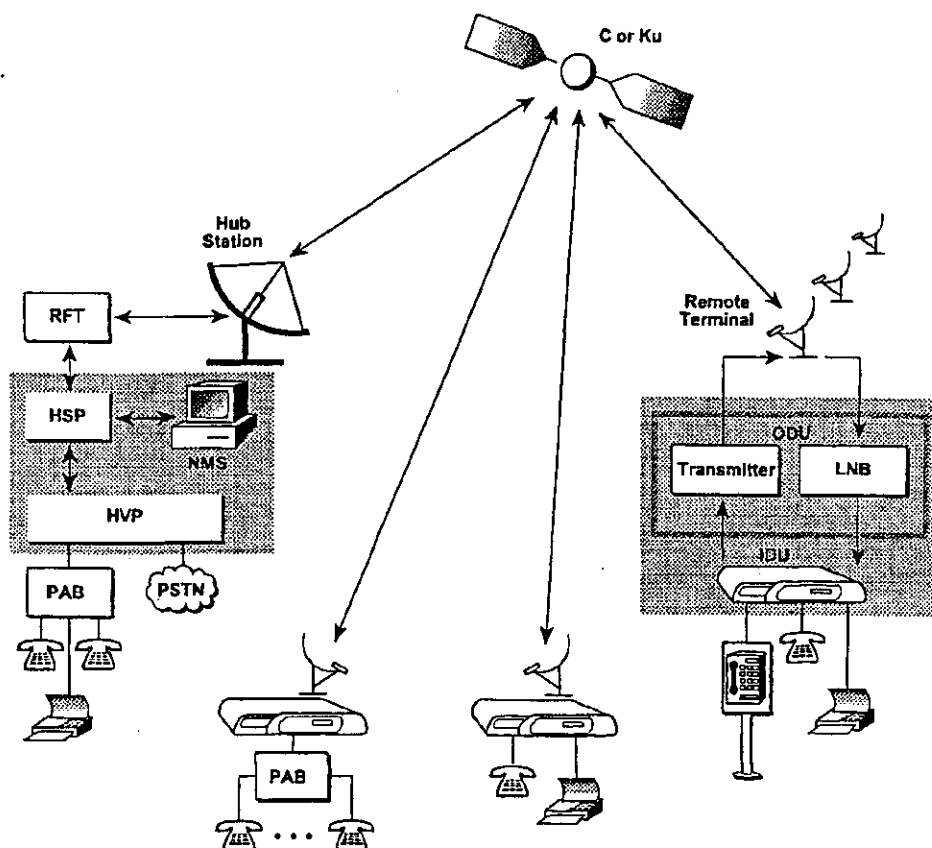 C or Ku
Hub
Station
RFT
Remote
Terminal
HSP
NMS
ODU
Transmitter
LNB
HVP
IDU
PAB
PSTN
PAB